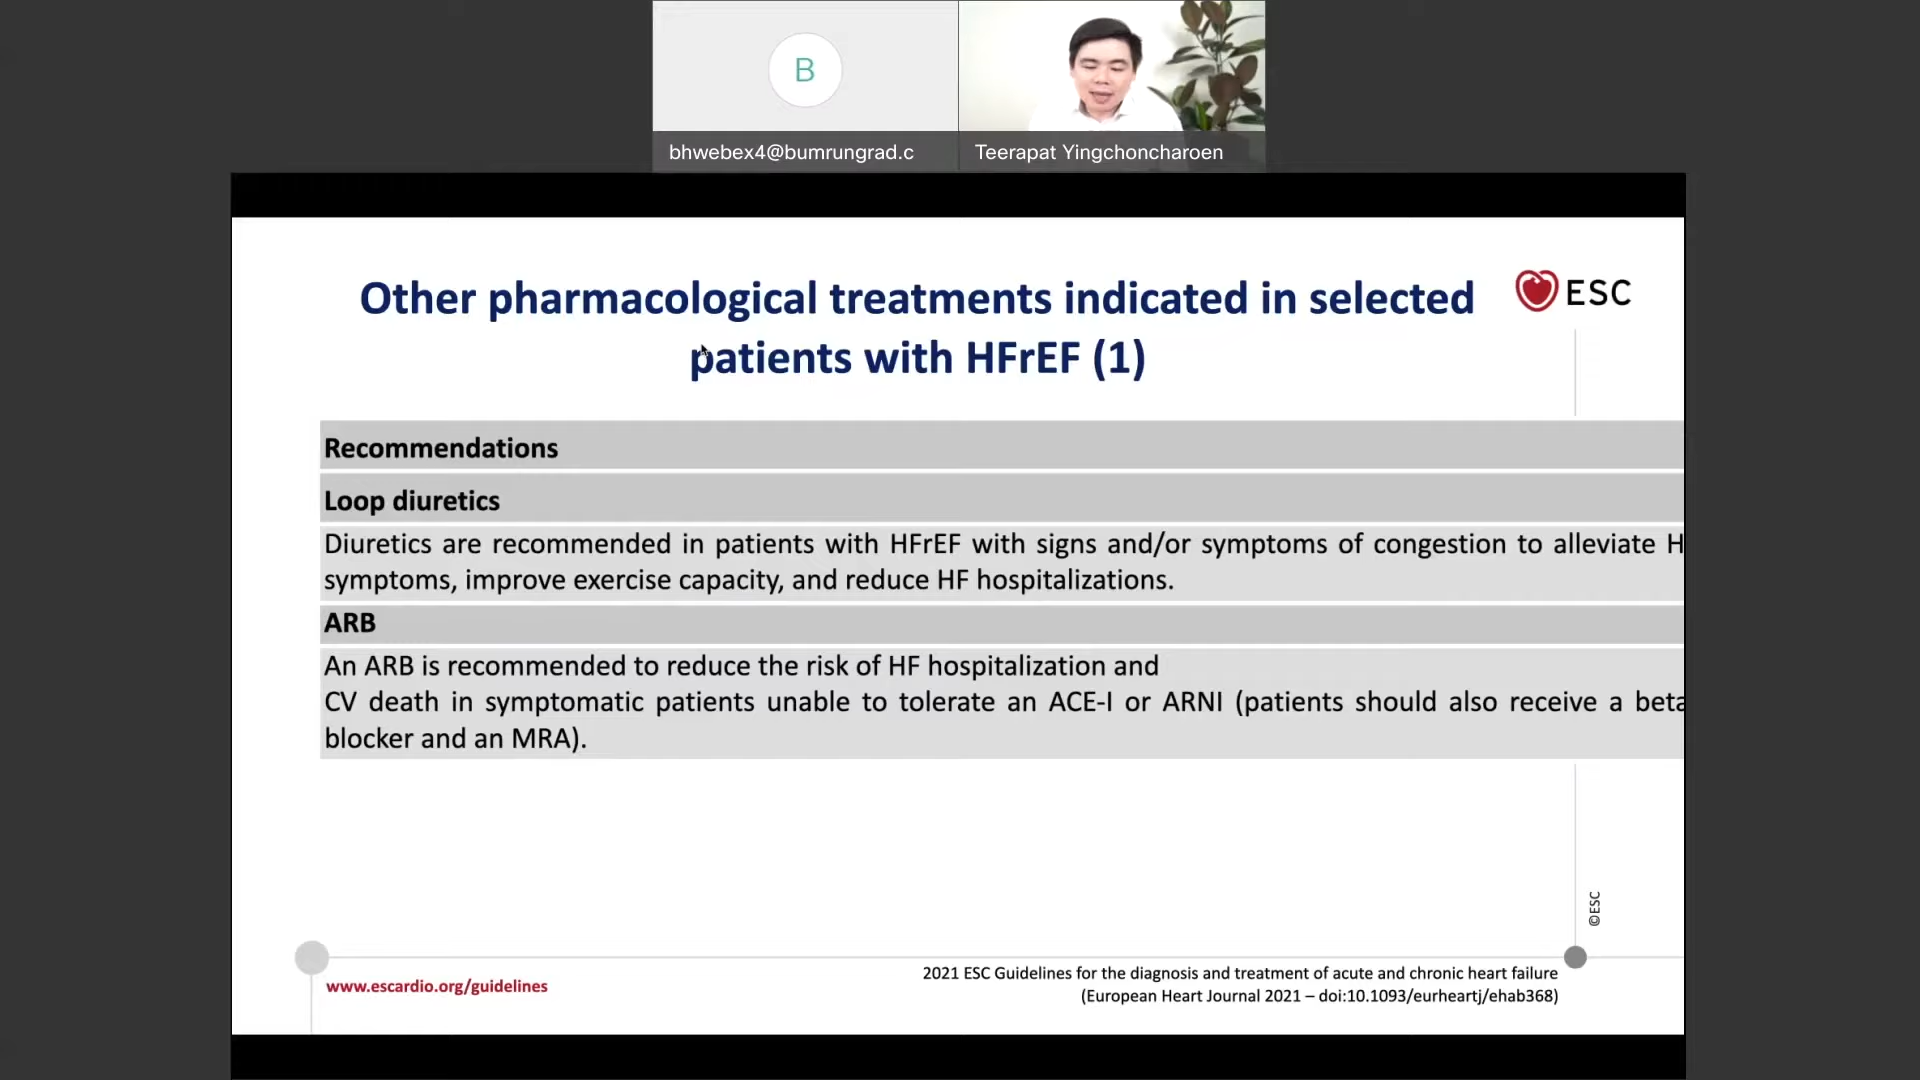 B
bhwebex4@bumrungrad.c
Teerapat Yingchoncharoen
Other pharmacological treatments indicated in selected
patients with HFrEF (1)
ESC
Recommendations
Loop diuretics
Diuretics are recommended in patients with HFrEF with signs and/or symptoms of congestion to alleviate H
symptoms, improve exercise capacity, and reduce HF hospitalizations.
ARB
An ARB is recommended to reduce the risk of HF hospitalization and
CV death in symptomatic patients unable to tolerate an ACE-I or ARNI (patients should also receive a beta
blocker and an MRA).
©ESC
www.escardio.org/guidelines
2021 ESC Guidelines for the diagnosis and treatment of acute and chronic heart failure
(European Heart Journal 2021 – doi:10.1093/eurheartj/ehab368)